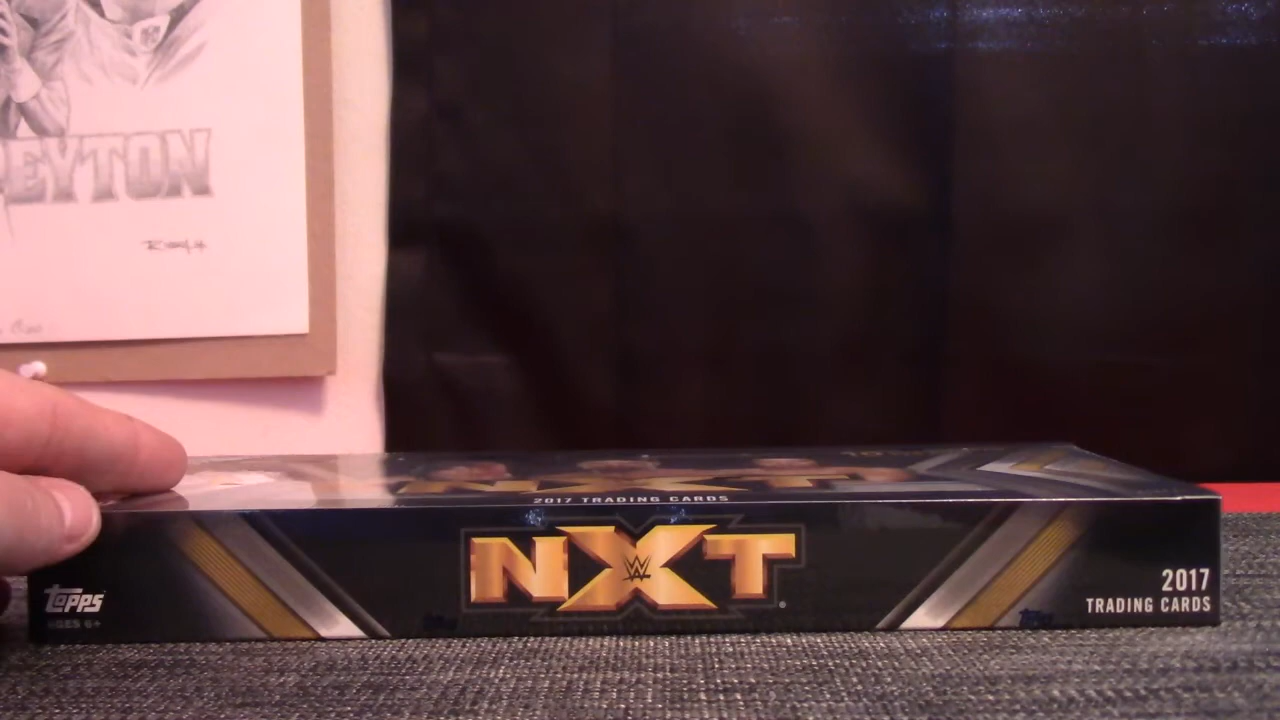 EYTON
2017 TRADING CARDS
NXT
W
topps
AGES 6+
2017
TRADING CARDS